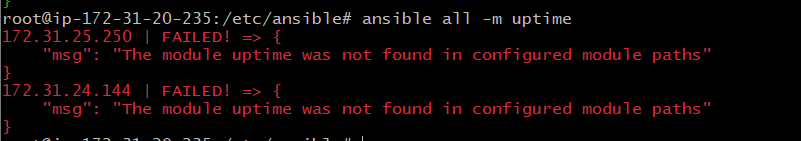 }
root@ip-172-31-20-235:/etc/ansible# ansible all -m uptime
172.31.25.250 | FAILED! => {
    "msg": "The module uptime was not found in configured module paths"
}
172.31.24.144 | FAILED! => {
    "msg": "The module uptime was not found in configured module paths"
}
root@ip-172-31-20-235:/etc/ansible#